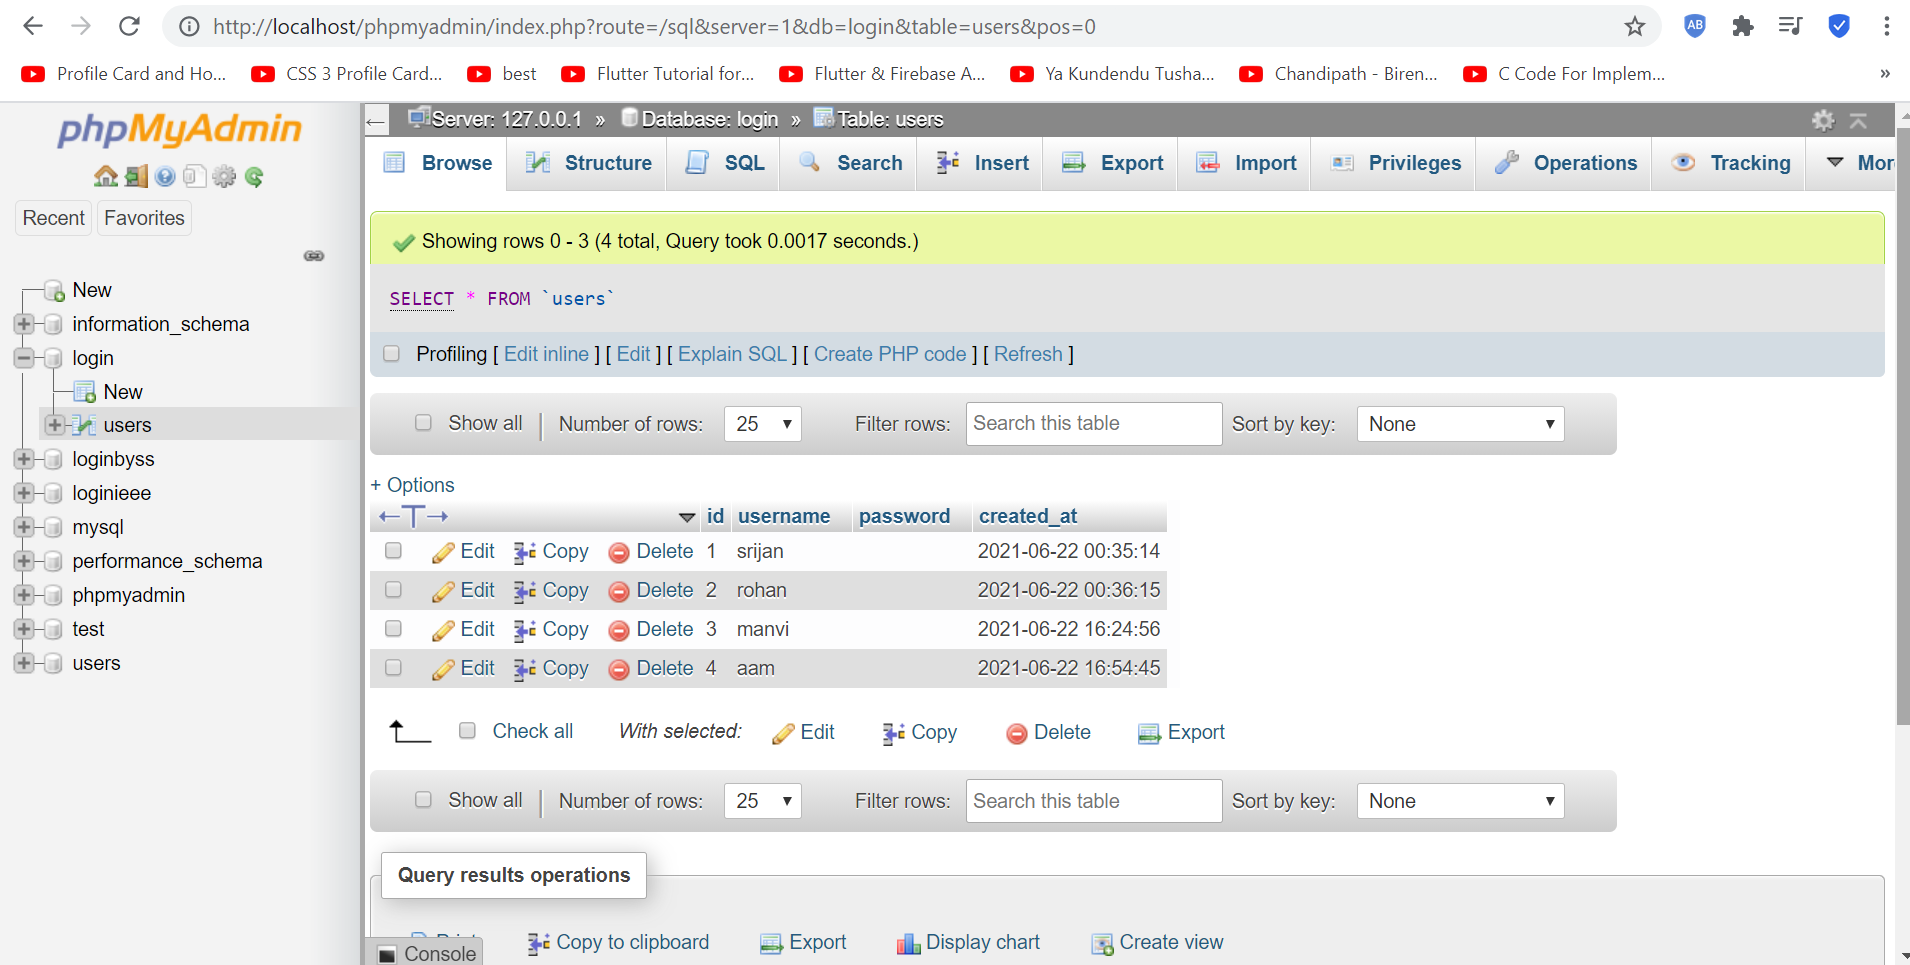 http://localhost/phpmyadmin/index.php?route=/sql&server=1&db=login&table=users&pos=0
AB
Profile Card and Ho... CSS 3 Profile Card... best Flutter Tutorial for... Flutter & Firebase A... Ya Kundendu Tusha... Chandipath - Biren... C Code For Implem... »
phpMyAdmin
Recent Favorites
New
information_schema
login
New
users
loginbyss
loginieee
mysql
performance_schema
phpmyadmin
test
users
Server: 127.0.0.1 » Database: login » Table: users
Browse Structure SQL Search Insert Export Import Privileges Operations Tracking Mor
Showing rows 0 - 3 (4 total, Query took 0.0017 seconds.)
SELECT * FROM `users`
Profiling [ Edit inline ] [ Edit ] [ Explain SQL ] [ Create PHP code ] [ Refresh ]
Show all Number of rows: 25 Filter rows: Search this table Sort by key: None
+ Options
←T→ id username password created_at
Edit Copy Delete 1 srijan 2021-06-22 00:35:14
Edit Copy Delete 2 rohan 2021-06-22 00:36:15
Edit Copy Delete 3 manvi 2021-06-22 16:24:56
Edit Copy Delete 4 aam 2021-06-22 16:54:45
Check all With selected: Edit Copy Delete Export
Show all Number of rows: 25 Filter rows: Search this table Sort by key: None
Query results operations
Print Copy to clipboard Export Display chart Create view
Console